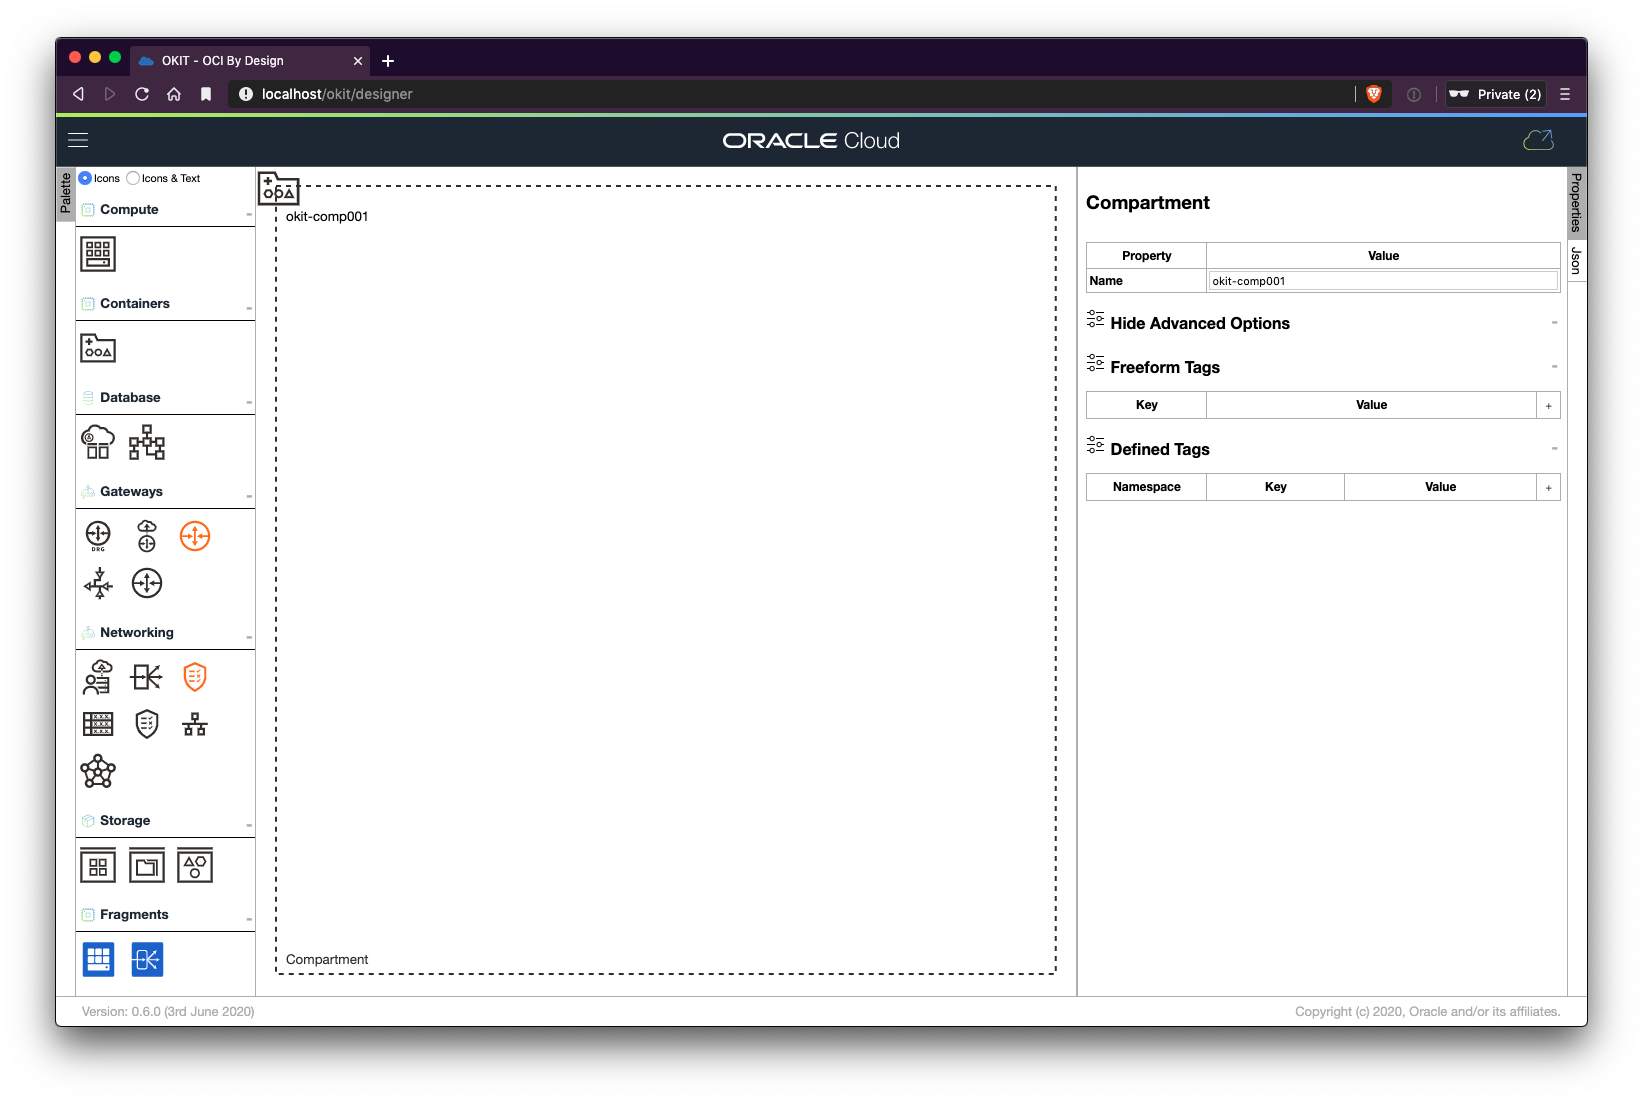 OKIT - OCI By Design
localhost/okit/designer
Private (2)
ORACLE Cloud
Palette
Icons Icons & Text
Compute
Containers
Database
Gateways
DRG
Networking
Storage
Fragments
okit-comp001
Compartment
Compartment
Property Value
Name okit-comp001
Hide Advanced Options
Freeform Tags
Key Value +
Defined Tags
Namespace Key Value +
Properties
Json
Version: 0.6.0 (3rd June 2020)
Copyright (c) 2020, Oracle and/or its affiliates.